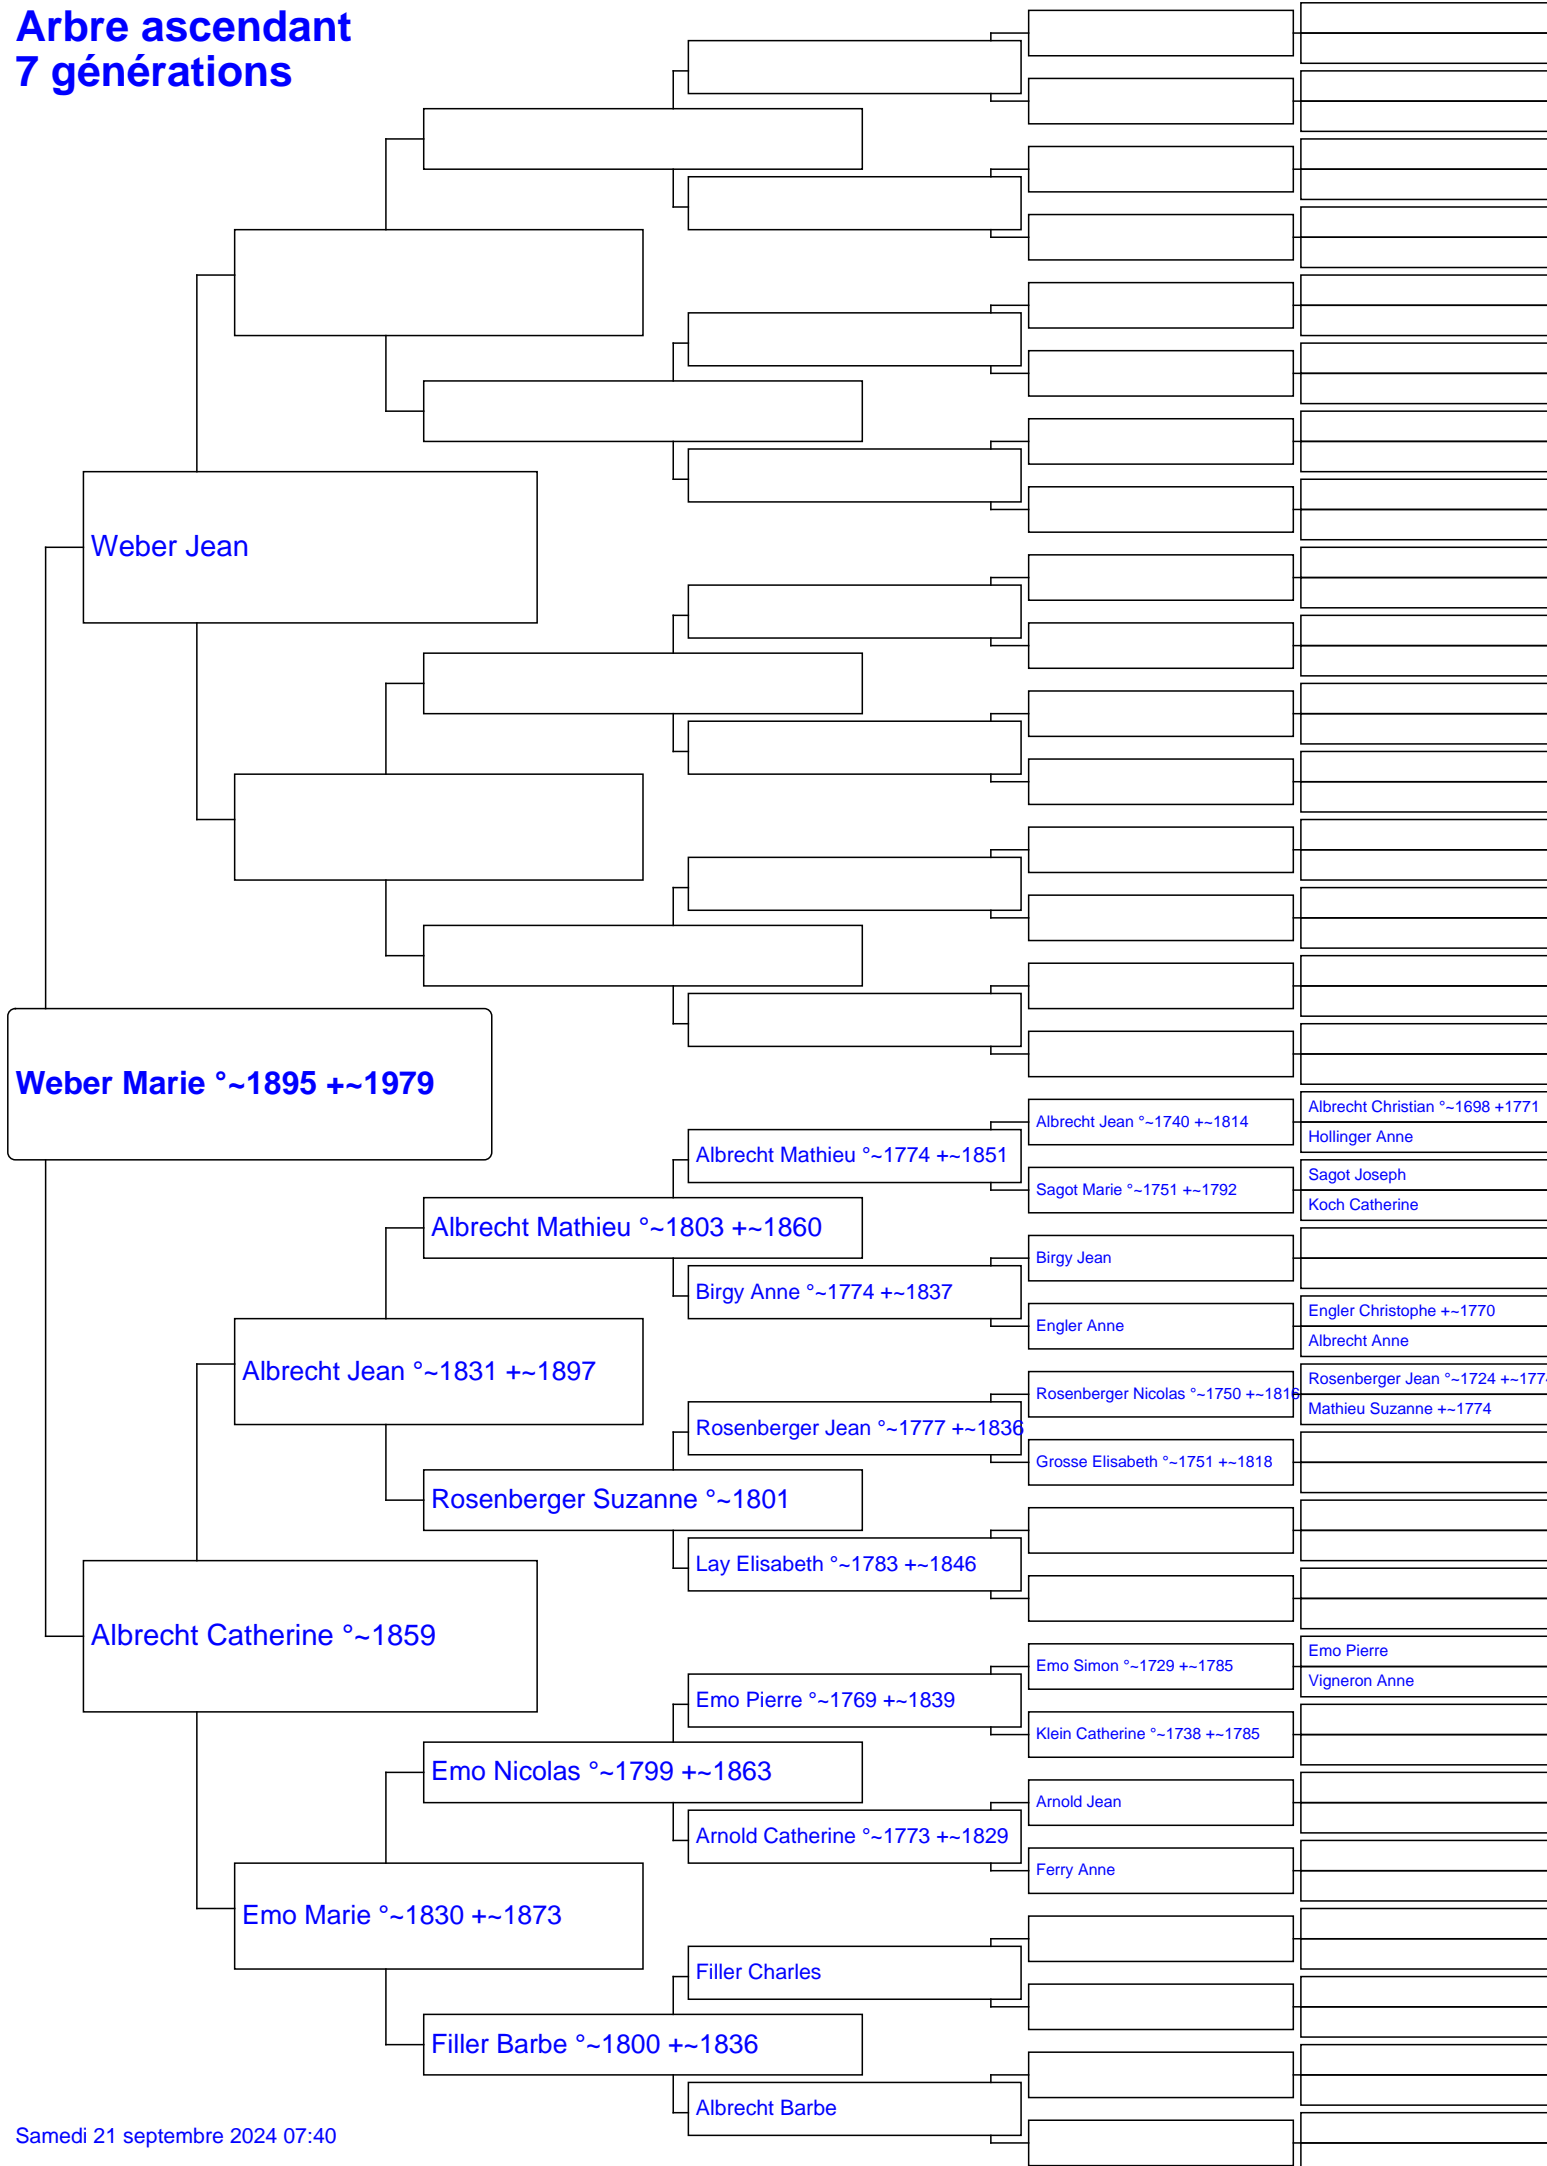 Arbre ascendant
7 générations
Weber Jean
Weber Marie °~1895 +~1979
Albrecht Catherine °~1859
Albrecht Jean °~1831 +~1897
Emo Marie °~1830 +~1873
Albrecht Mathieu °~1803 +~1860
Rosenberger Suzanne °~1801
Emo Nicolas °~1799 +~1863
Filler Barbe °~1800 +~1836
Albrecht Mathieu °~1774 +~1851
Birgy Anne °~1774 +~1837
Rosenberger Jean °~1777 +~1836
Lay Elisabeth °~1783 +~1846
Emo Pierre °~1769 +~1839
Arnold Catherine °~1773 +~1829
Filler Charles
Albrecht Barbe
Albrecht Jean °~1740 +~1814
Sagot Marie °~1751 +~1792
Birgy Jean
Engler Anne
Rosenberger Nicolas °~1750 +~1816
Grosse Elisabeth °~1751 +~1818
Emo Simon °~1729 +~1785
Klein Catherine °~1738 +~1785
Arnold Jean
Ferry Anne
Albrecht Christian °~1698 +1771
Hollinger Anne
Sagot Joseph
Koch Catherine
Engler Christophe +~1770
Albrecht Anne
Rosenberger Jean °~1724 +~1774
Mathieu Suzanne +~1774
Emo Pierre
Vigneron Anne
Samedi 21 septembre 2024 07:40